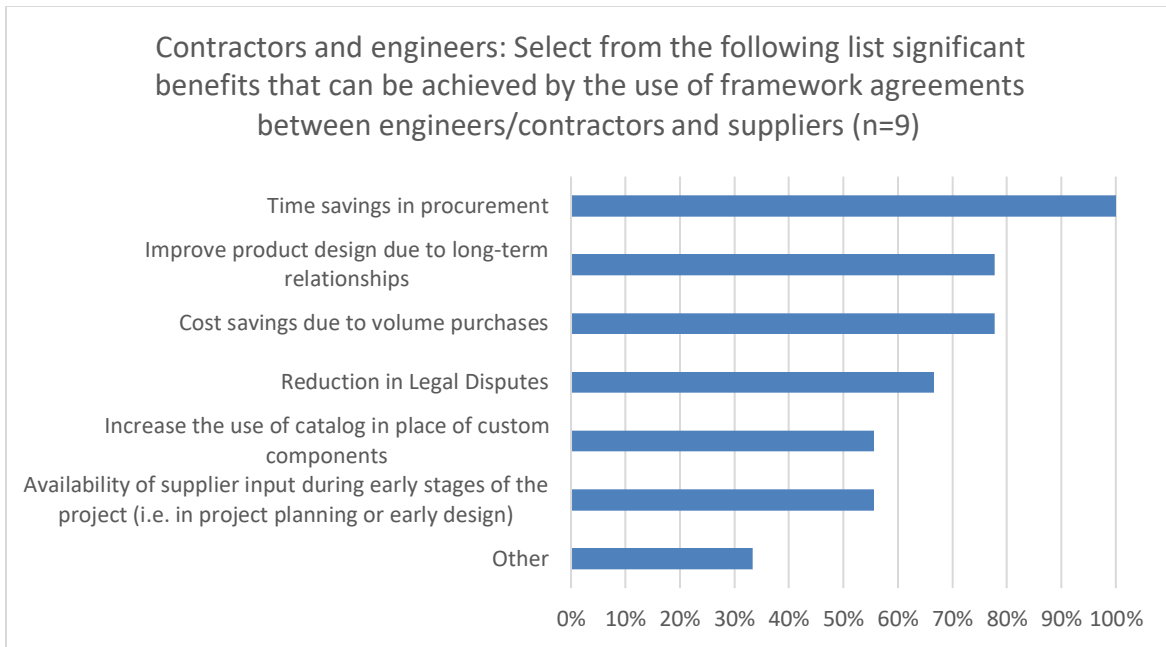 Contractors and engineers: Select from the following list significant
benefits that can be achieved by the use of framework agreements
between engineers/contractors and suppliers (n=9)
Time savings in procurement
Improve product design due to long-term
relationships
Cost savings due to volume purchases
Reduction in Legal Disputes
Increase the use of catalog in place of custom
components
Availability of supplier input during early stages of the
project (i.e. in project planning or early design)
Other
0% 10% 20% 30% 40% 50% 60% 70% 80% 90% 100%